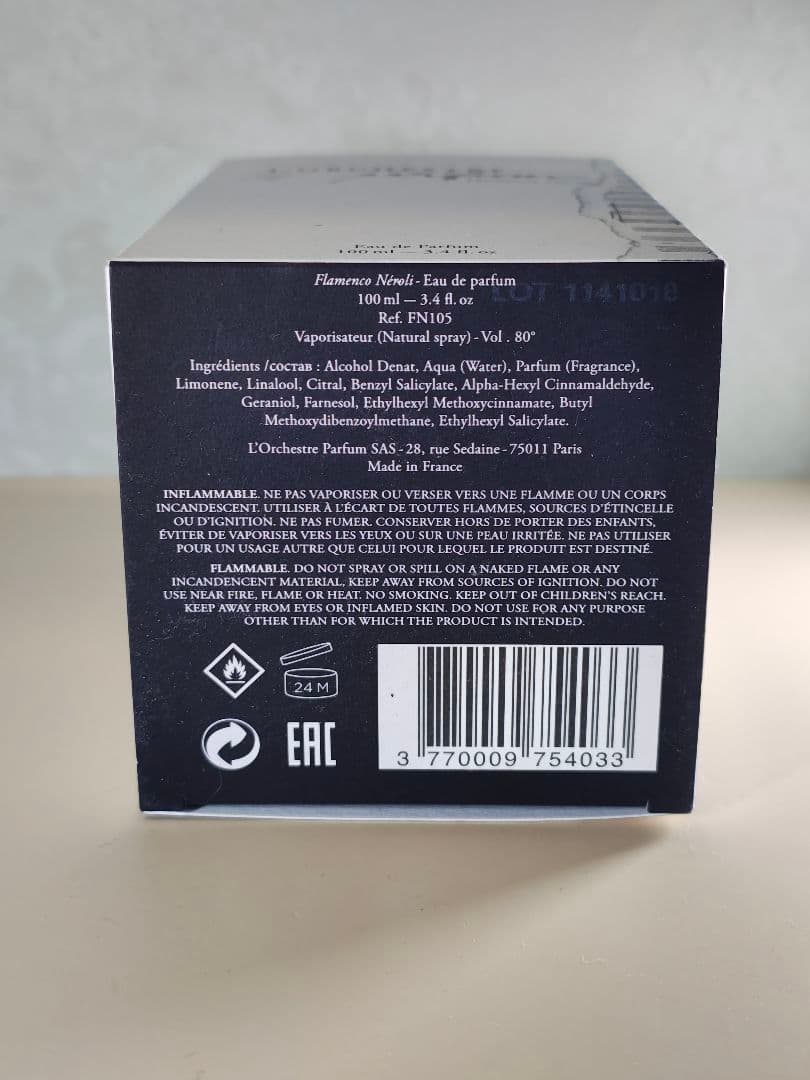 L'ORCHESTRE
Eau de Parfum
100 ml — 3.4 fl. oz
Flamenco Néroli - Eau de parfum
LOT 1141018
100 ml — 3.4 fl. oz
Ref. FN105
Vaporisateur (Natural spray) - Vol . 80°
Ingrédients /состав : Alcohol Denat, Aqua (Water), Parfum (Fragrance),
Limonene, Linalool, Citral, Benzyl Salicylate, Alpha-Hexyl Cinnamaldehyde,
Geraniol, Farnesol, Ethylhexyl Methoxycinnamate, Butyl
Methoxydibenzoylmethane, Ethylhexyl Salicylate.
L'Orchestre Parfum SAS - 28, rue Sedaine - 75011 Paris
Made in France
INFLAMMABLE. NE PAS VAPORISER OU VERSER VERS UNE FLAMME OU UN CORPS
INCANDESCENT. UTILISER À L'ÉCART DE TOUTES FLAMMES, SOURCES D'ÉTINCELLE
OU D'IGNITION. NE PAS FUMER. CONSERVER HORS DE PORTER DES ENFANTS,
ÉVITER DE VAPORISER VERS LES YEUX OU SUR UNE PEAU IRRITÉE. NE PAS UTILISER
POUR UN USAGE AUTRE QUE CELUI POUR LEQUEL LE PRODUIT EST DESTINÉ.
FLAMMABLE. DO NOT SPRAY OR SPILL ON A NAKED FLAME OR ANY
INCANDENCENT MATERIAL, KEEP AWAY FROM SOURCES OF IGNITION. DO NOT
USE NEAR FIRE, FLAME OR HEAT. NO SMOKING. KEEP OUT OF CHILDREN'S REACH.
KEEP AWAY FROM EYES OR INFLAMED SKIN. DO NOT USE FOR ANY PURPOSE
OTHER THAN FOR WHICH THE PRODUCT IS INTENDED.
24 M
EAC
3 770009 754033